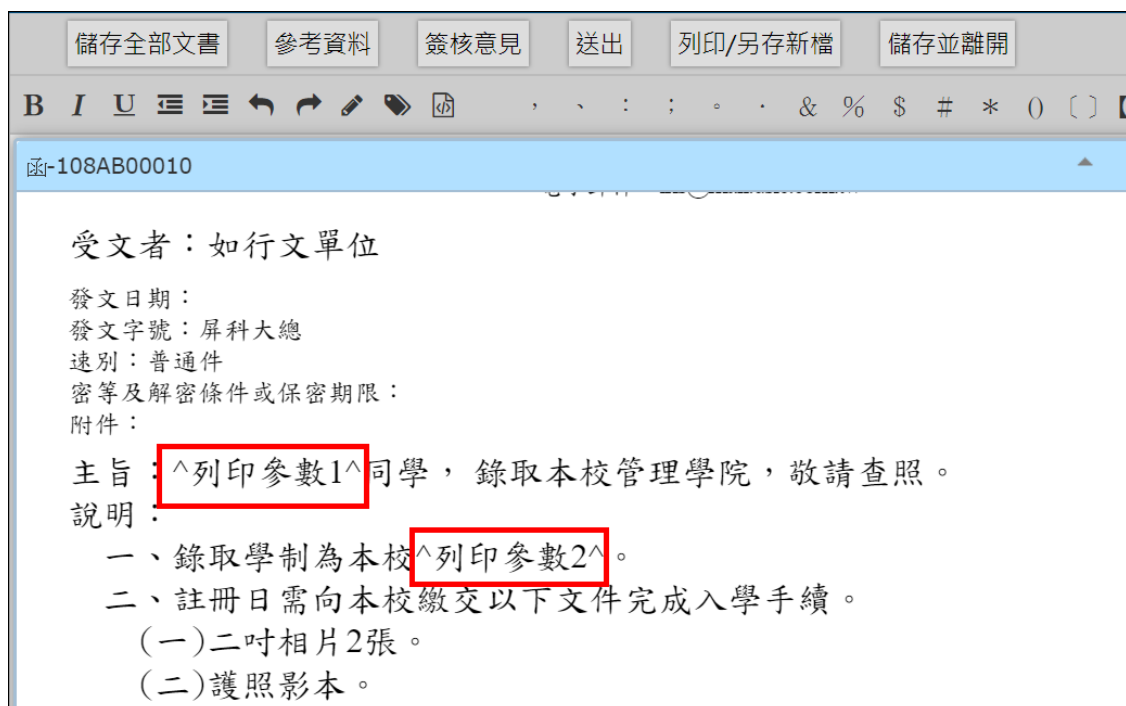 儲存全部文書 參考資料 簽核意見 送出 列印/另存新檔 儲存並離開
B I U , 、 : ; 。 · & % $ # * () 〔〕
函-108AB00010
受文者：如行文單位
發文日期：
發文字號：屏科大總
速別：普通件
密等及解密條件或保密期限：
附件：
主旨：^列印參數1^同學， 錄取本校管理學院，敬請查照。
說明：
一、錄取學制為本校^列印參數2^。
二、註冊日需向本校繳交以下文件完成入學手續。
(一)二吋相片2張。
(二)護照影本。